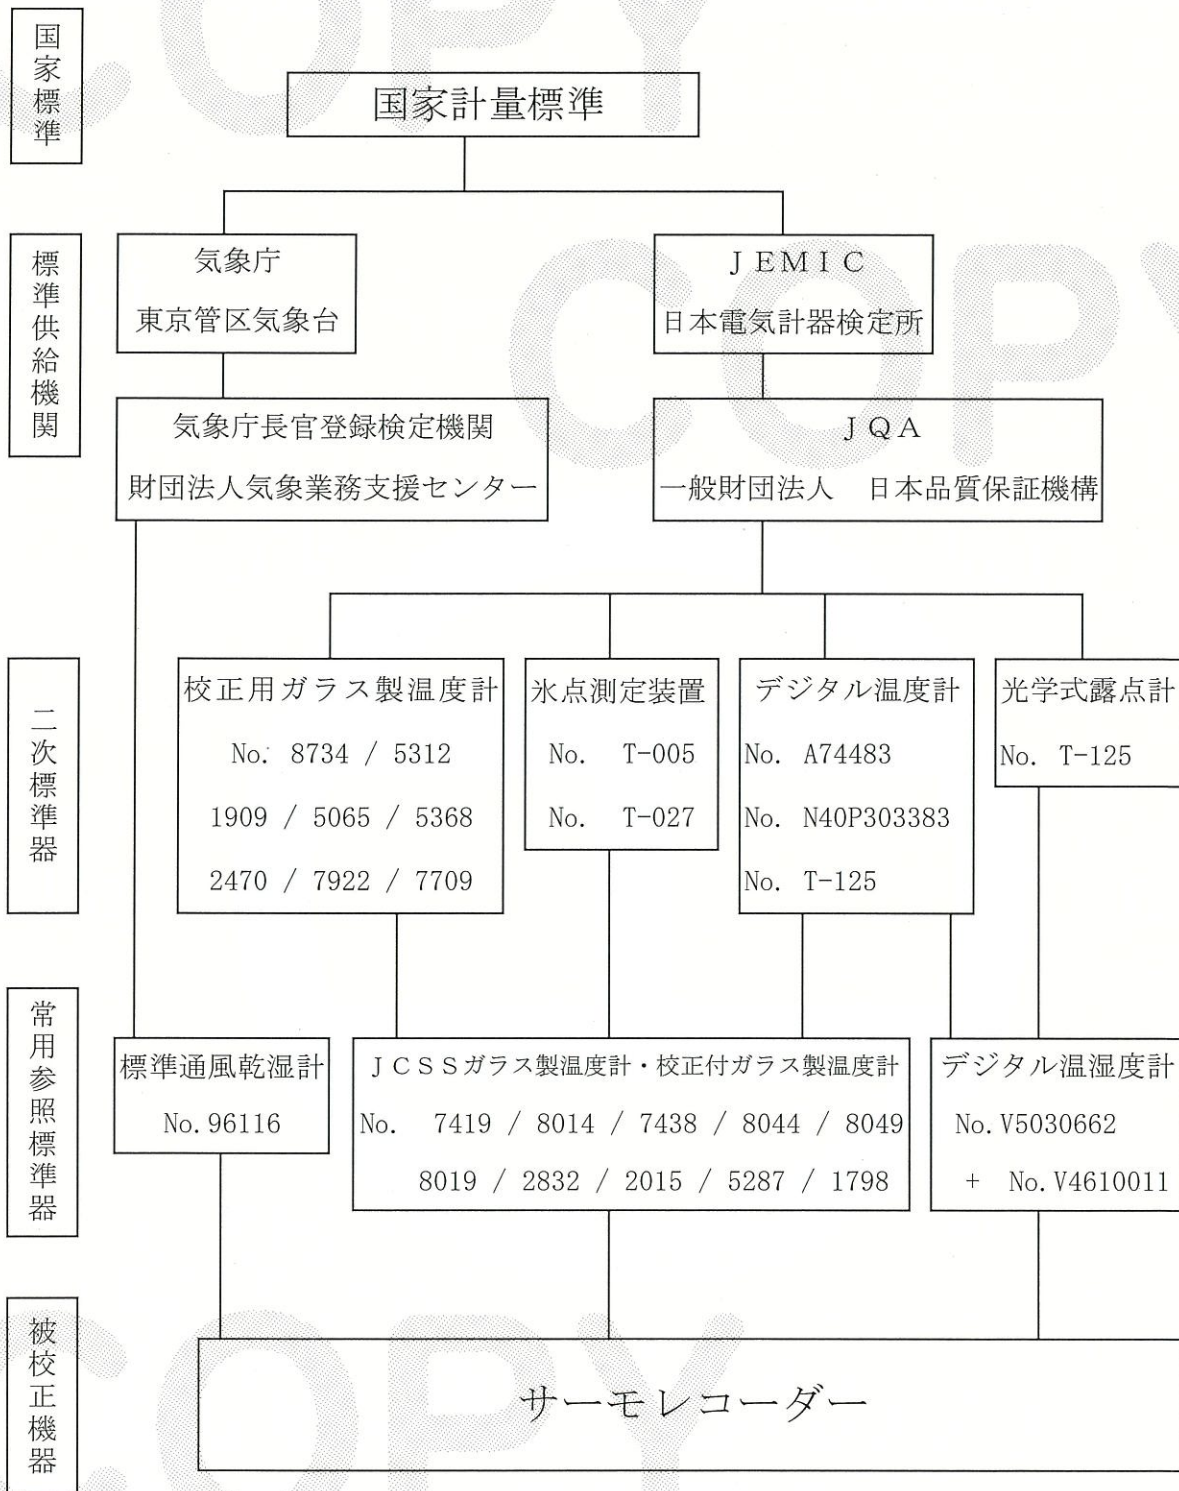 COPY
国家標準
国家計量標準
標準供給機関
気象庁
東京管区気象台
JEMIC
日本電気計器検定所
COPY
気象庁長官登録検定機関
財団法人気象業務支援センター
JQA
一般財団法人　日本品質保証機構
二次標準器
校正用ガラス製温度計
No. 8734 / 5312
1909 / 5065 / 5368
2470 / 7922 / 7709
氷点測定装置
No.　T-005
No.　T-027
デジタル温度計
No. A74483
No. N40P303383
No. T-125
光学式露点計
No. T-125
常用参照標準器
標準通風乾湿計
No.96116
JCSSガラス製温度計・校正付ガラス製温度計
No.　7419 / 8014 / 7438 / 8044 / 8049
8019 / 2832 / 2015 / 5287 / 1798
デジタル温湿度計
No.V5030662
+　No.V4610011
被校正機器
サーモレコーダー
COPY